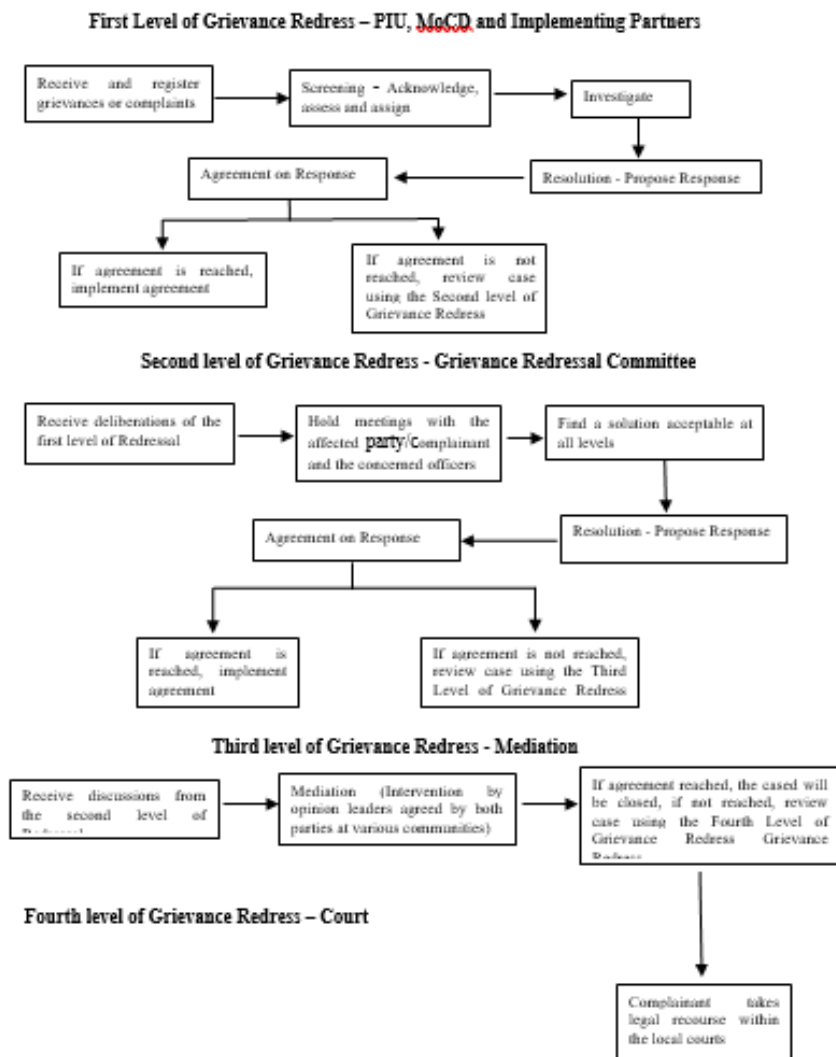 First Level of Grievance Redress – PIU, MoCD and Implementing Partners
Receive and register
grievances or complaints
Screening - Acknowledge,
assess and assign
Investigate
Agreement on Response
Resolution - Propose Response
If agreement is reached,
implement agreement
If agreement is not
reached, review case
using the Second level of
Grievance Redress
Second level of Grievance Redress - Grievance Redressal Committee
Receive deliberations of the
first level of Redressal
Hold meetings with the
affected party/complainant
and the concerned officers
Find a solution acceptable at
all levels
Agreement on Response
Resolution - Propose Response
If agreement is
reached, implement
agreement
If agreement is not reached,
review case using the Third
Level of Grievance Redress
Third level of Grievance Redress - Mediation
Receive discussions from
the second level of
Mediation (Intervention by
opinion leaders agreed by both
parties at various communities)
If agreement reached, the cased will
be closed, if not reached, review
case using the Fourth Level of
Grievance Redress Grievance
Redress
Fourth level of Grievance Redress – Court
Complainant takes
legal recourse within
the local courts